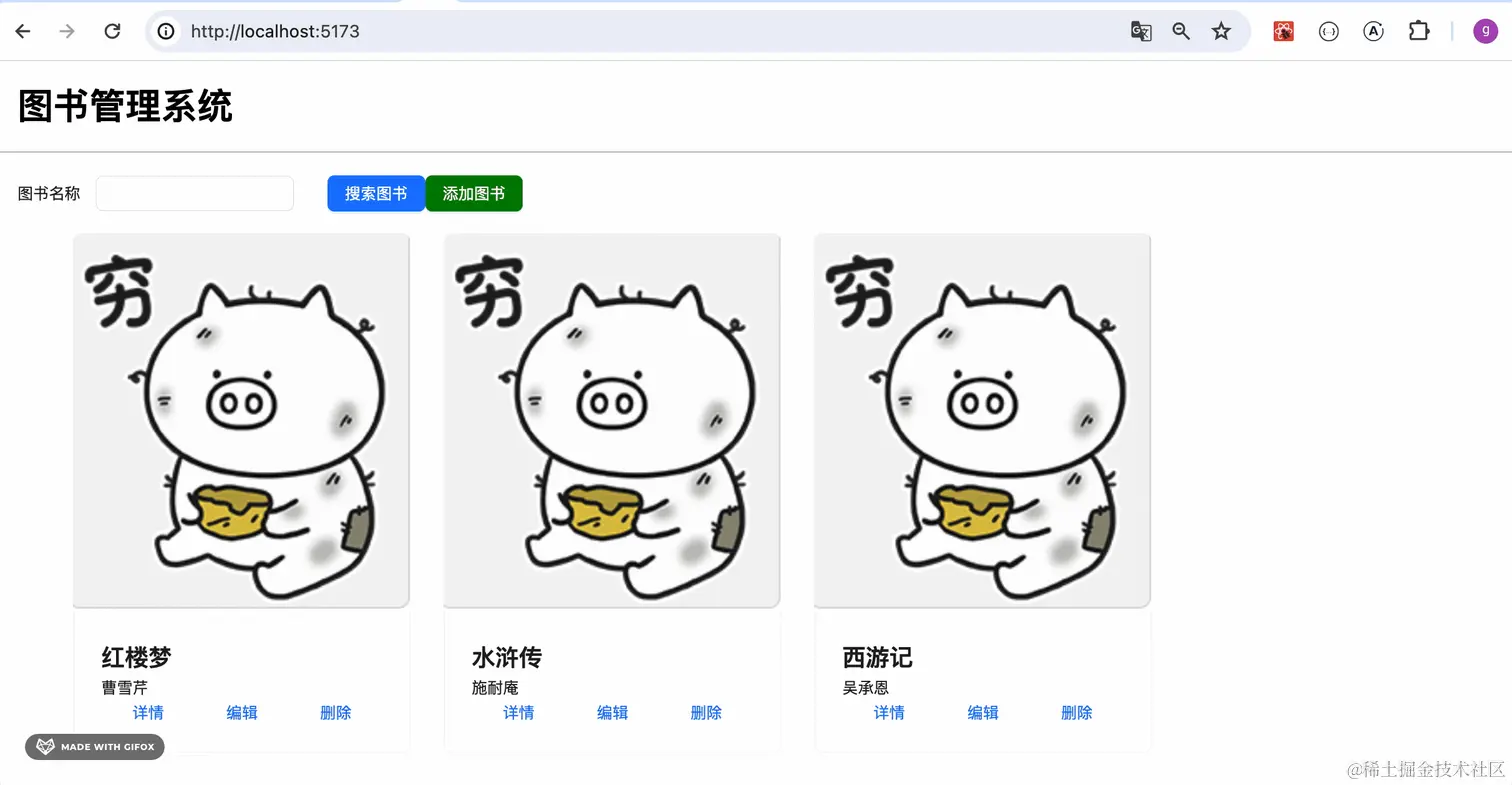 http://localhost:5173
g
图书管理系统
图书名称 搜索图书 添加图书
穷 穷 穷
红楼梦 水浒传 西游记
曹雪芹 施耐庵 吴承恩
详情 编辑 删除 详情 编辑 删除 详情 编辑 删除
MADE WITH GIFOX
@稀土掘金技术社区